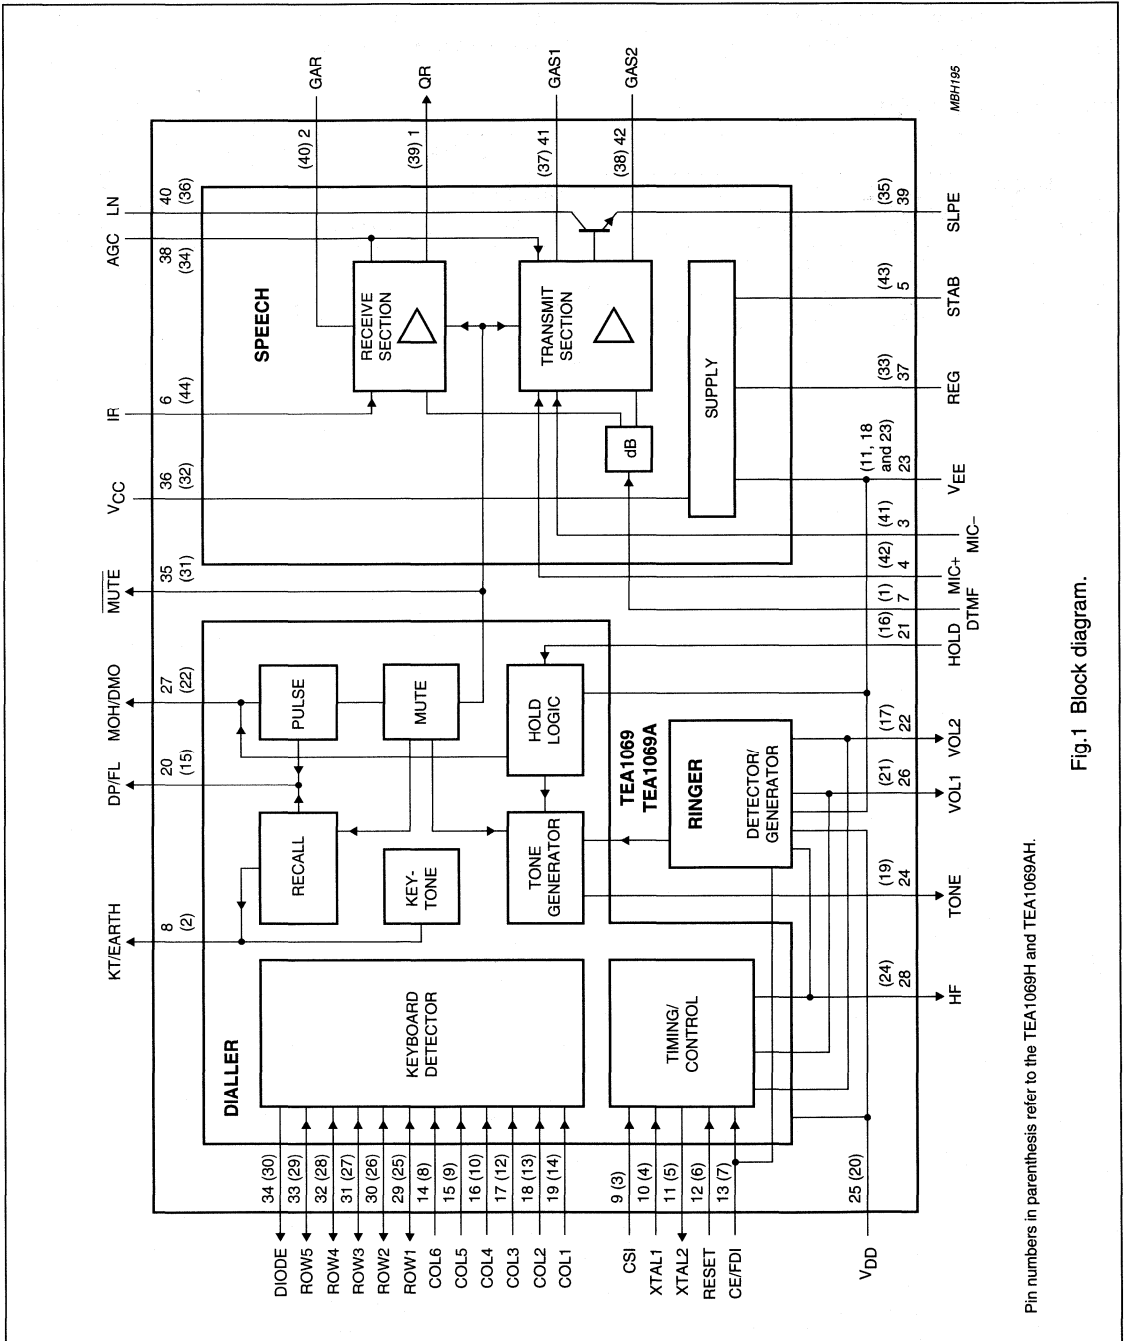 LN
40
(36)
AGC
38
(34)
IR
6
(44)
VCC
36
(32)
MUTE
35
(31)
MOH/DMO
27
(22)
DP/FL
20
(15)
KT/EARTH
8
(2)
GAR
(40) 2
QR
(39) 1
GAS1
(37) 41
GAS2
(38) 42
MBH195
SPEECH
RECEIVE
SECTION
TRANSMIT
SECTION
dB
SUPPLY
(35)
39
SLPE
(43)
5
STAB
(33)
37
REG
(11, 18
and 23)
23
VEE
(41)
3
MIC−
(42)
4
MIC+
(1)
7
DTMF
(16)
21
HOLD
(17)
22
VOL2
(21)
26
VOL1
(19)
24
TONE
(24)
28
HF
PULSE
MUTE
HOLD
LOGIC
TEA1069
TEA1069A
RINGER
DETECTOR/
GENERATOR
RECALL
KEY-
TONE
TONE
GENERATOR
DIALLER
KEYBOARD
DETECTOR
TIMING/
CONTROL
34 (30)
33 (29)
32 (28)
31 (27)
30 (26)
29 (25)
14 (8)
15 (9)
16 (10)
17 (12)
18 (13)
19 (14)
9 (3)
10 (4)
11 (5)
12 (6)
13 (7)
25 (20)
DIODE
ROW5
ROW4
ROW3
ROW2
ROW1
COL6
COL5
COL4
COL3
COL2
COL1
CSI
XTAL1
XTAL2
RESET
CE/FDI
VDD
Pin numbers in parenthesis refer to the TEA1069H and TEA1069AH.
Fig.1 Block diagram.